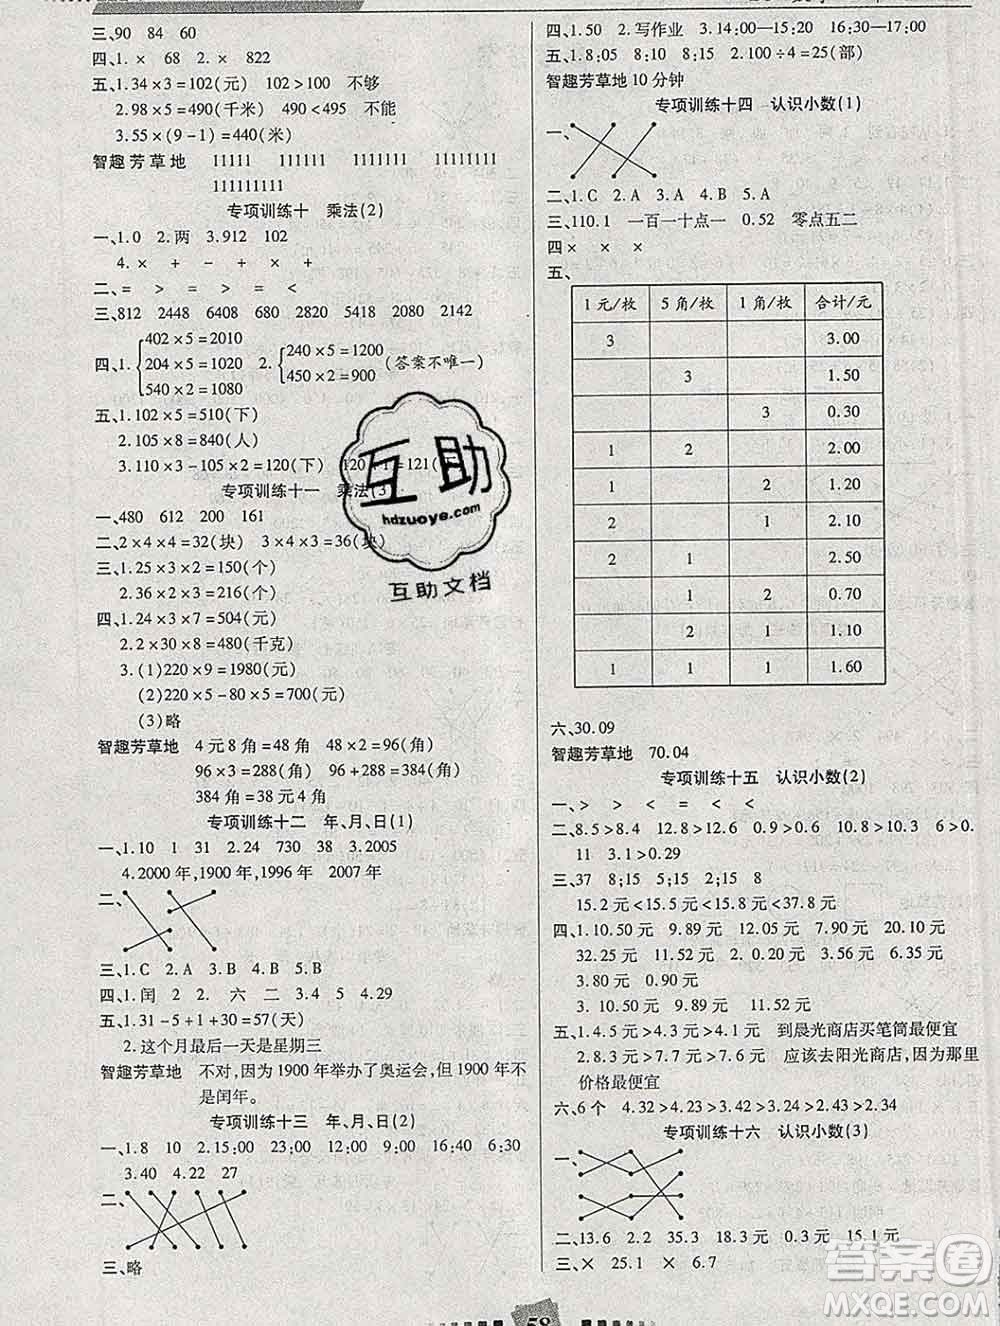 三、90 84 60
四、1. × 68 2. × 822
五、1.34×3=102(元) 102>100 不够
2.98×5=490(千米) 490<495 不能
3.55×(9-1)=440(米)
智趣芳草地 111111 1111111 11111111 111111111
1111111111
专项训练十 乘法(2)
一、1.0 2.两 3.912 102
4. × + - + × +
二、= > > = <
三、812 2448 6408 680 2820 5418 2080 2142
四、1. 402×5=2010
204×5=1020
540×2=1080
2. 240×5=1200
450×2=900
(答案不唯一)
五、1.102×5=510(下)
2.105×8=840(人)
3.110×3-105×2=120(下) 120+1=121(下)
专项训练十一 乘法(3)
一、480 612 200 161
二、2×4×4=32(块) 3×4×3=36(块)
三、1.25×3×2=150(个)
2.36×2×3=216(个)
四、1.24×3×7=504(元)
2.2×30×8=480(千克)
3.(1)220×9=1980(元)
(2)220×5-80×5=700(元)
(3)略
智趣芳草地 4元8角=48角 48×2=96(角)
96×3=288(角) 96×4=384(角)
384角=38元4角
专项训练十二 年、月、日(1)
一、1.10 1 31 2.24 730 38 3.2005
4.2000年,1900年,1996年 2007年
二、
三、1.C 2.A 3.B 4.B 5.B
四、1.闰 2 2. 六 二 3.4 5 4.29
五、1.31-5+1+30=57(天)
2.这个月最后一天是星期三
智趣芳草地 不对,因为1900年举办了奥运会,但1900年不
是闰年。
专项训练十三 年、月、日(2)
一、1.8 10 2.15:00 23:00 12:00 9:00 16:40 6:30
3.40 4.22 27
二、
三、略
四、1.50 2.写作业 3.14:00—15:20 15:50—16:50
五、1.8:05 8:10 8:15 2.100÷4=25(部)
智趣芳草地10分钟
专项训练十四 认识小数(1)
一、
二、1.C 2.A 3.A 4.B 5.A
三、110.1 一百一十点一 0.52 零点五二
四× × ×
五、
1元/枚 5角/枚 1角/枚 合计/元
3 3.00
3 1.50
3 0.30
1 2 2.00
1 2 1.20
2 1 2.10
2 1 2.50
1 2 0.70
2 1 1.10
1 1 1 1.60
六、30.09
智趣芳草地 70.04
专项训练十五 认识小数(2)
一、> > < = < <
二、8.5>8.4 12.8>12.6 0.9>0.6 10.8>8.9 6>0.
11 3.1>0.29
三、37 8;15 5;15 2;15 8
15.2元<15.5元<15.8元<37.8元
四、1.10.50元 9.89元 22.10元 7.90元 20.10元
32.25元 12.10元 2. 0.20元 3.56元 6.35元
3.80元 0.90元
3. 10.59元 9.89元 11.52元
五、1.4.5元>4.3元>4.1元 到晨光商店买笔筒最便宜
2.8.3元>7.9元>7.6元 应该去阳光商店,在那里
价格最便宜
六、6个 4.32>4.23>3.42>3.24>2.43>2.34
专项训练十六 认识小数(3)
一、
二、13.6 2.2 35.3 18.3元 0.3元 15.1元
三、× 25.1 × 6.7
58
互助
hdzuoye.com
互助文档
答案圈
MXQE.COM